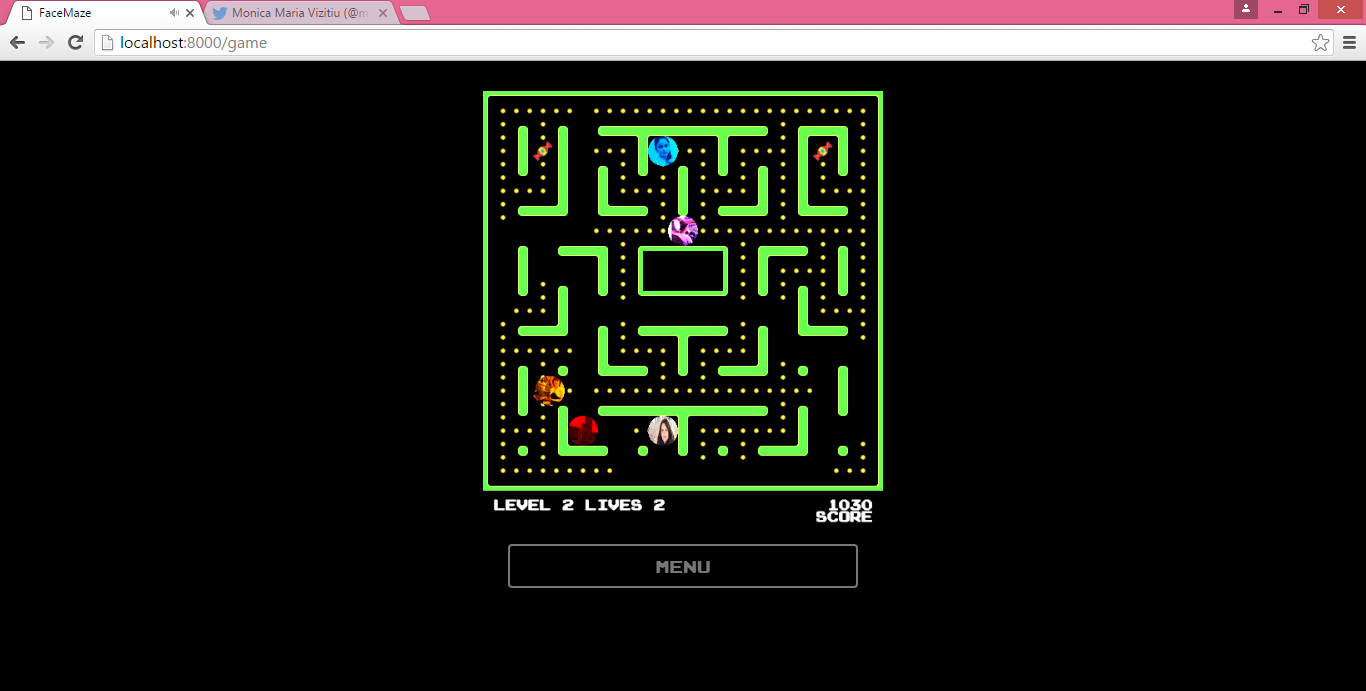 FaceMaze
Monica Maria Vizitiu (@m
localhost:8000/game
LEVEL 2 LIVES 2
1030
SCORE
MENU